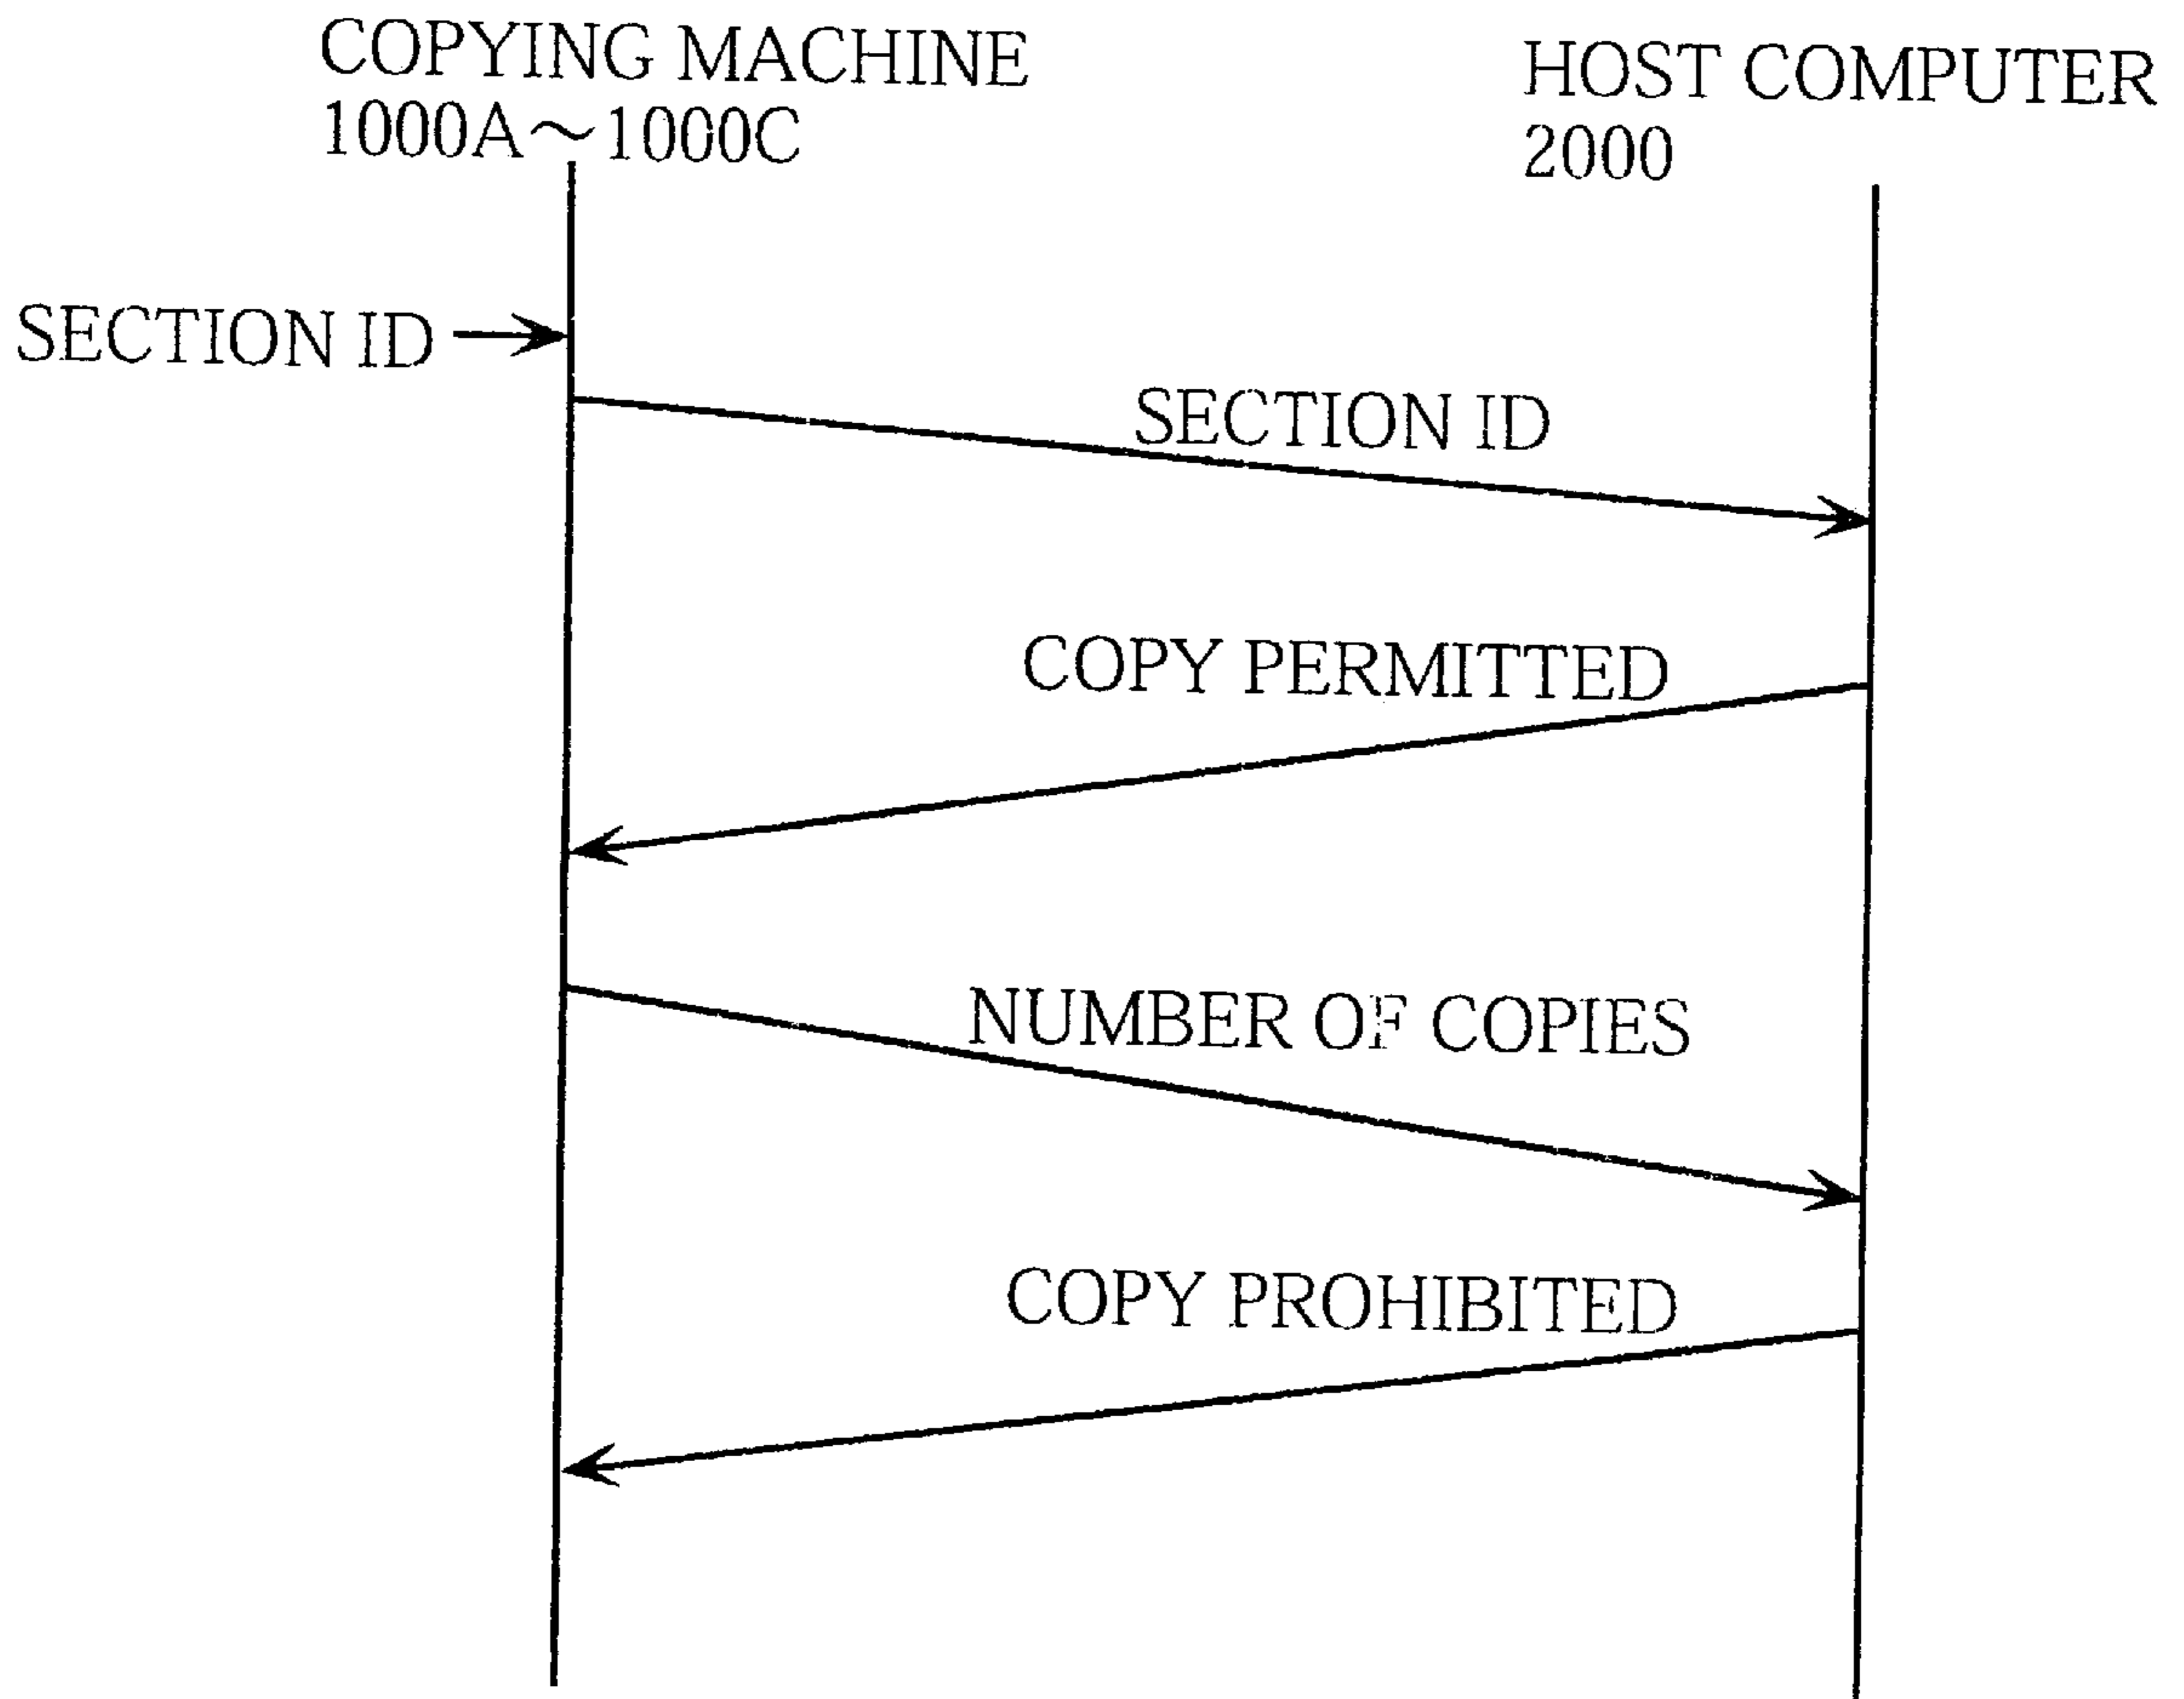 COPYING MACHINE
1000A～1000C
HOST COMPUTER
2000
SECTION ID
SECTION ID
COPY PERMITTED
NUMBER OF COPIES
COPY PROHIBITED